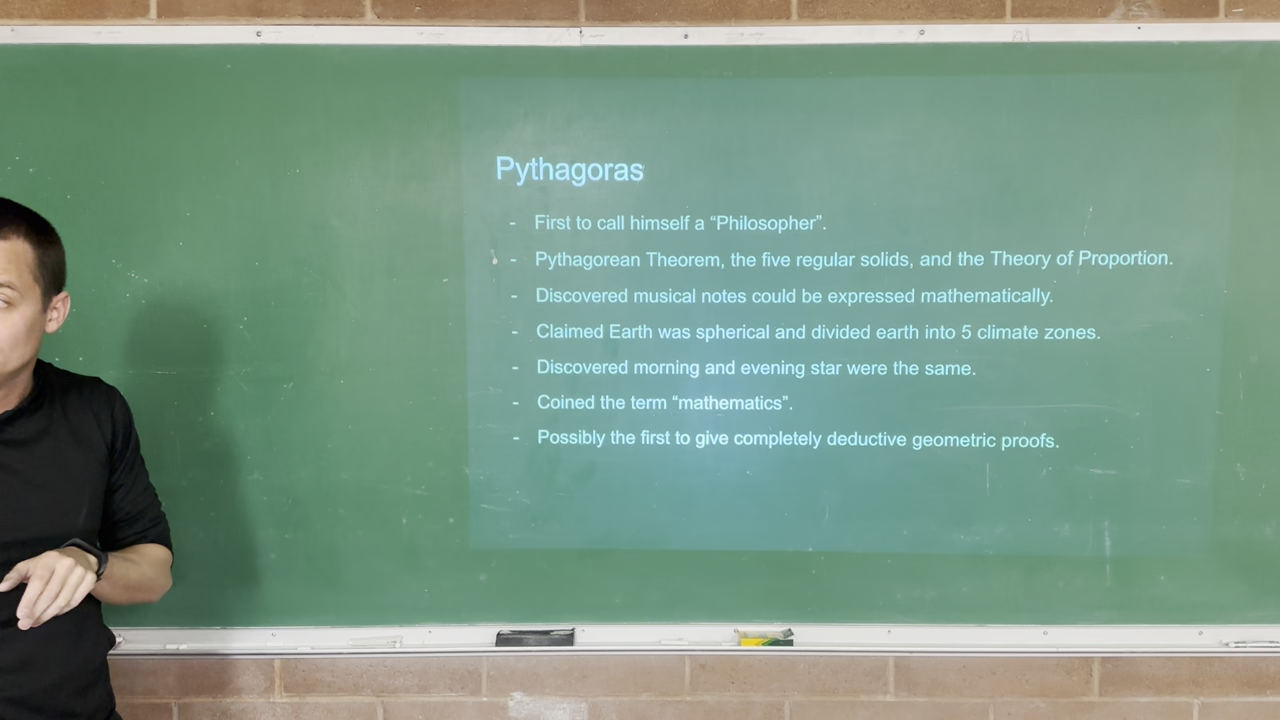 Pythagoras
- First to call himself a “Philosopher”.
- Pythagorean Theorem, the five regular solids, and the Theory of Proportion.
- Discovered musical notes could be expressed mathematically.
- Claimed Earth was spherical and divided earth into 5 climate zones.
- Discovered morning and evening star were the same.
- Coined the term “mathematics”.
- Possibly the first to give completely deductive geometric proofs.